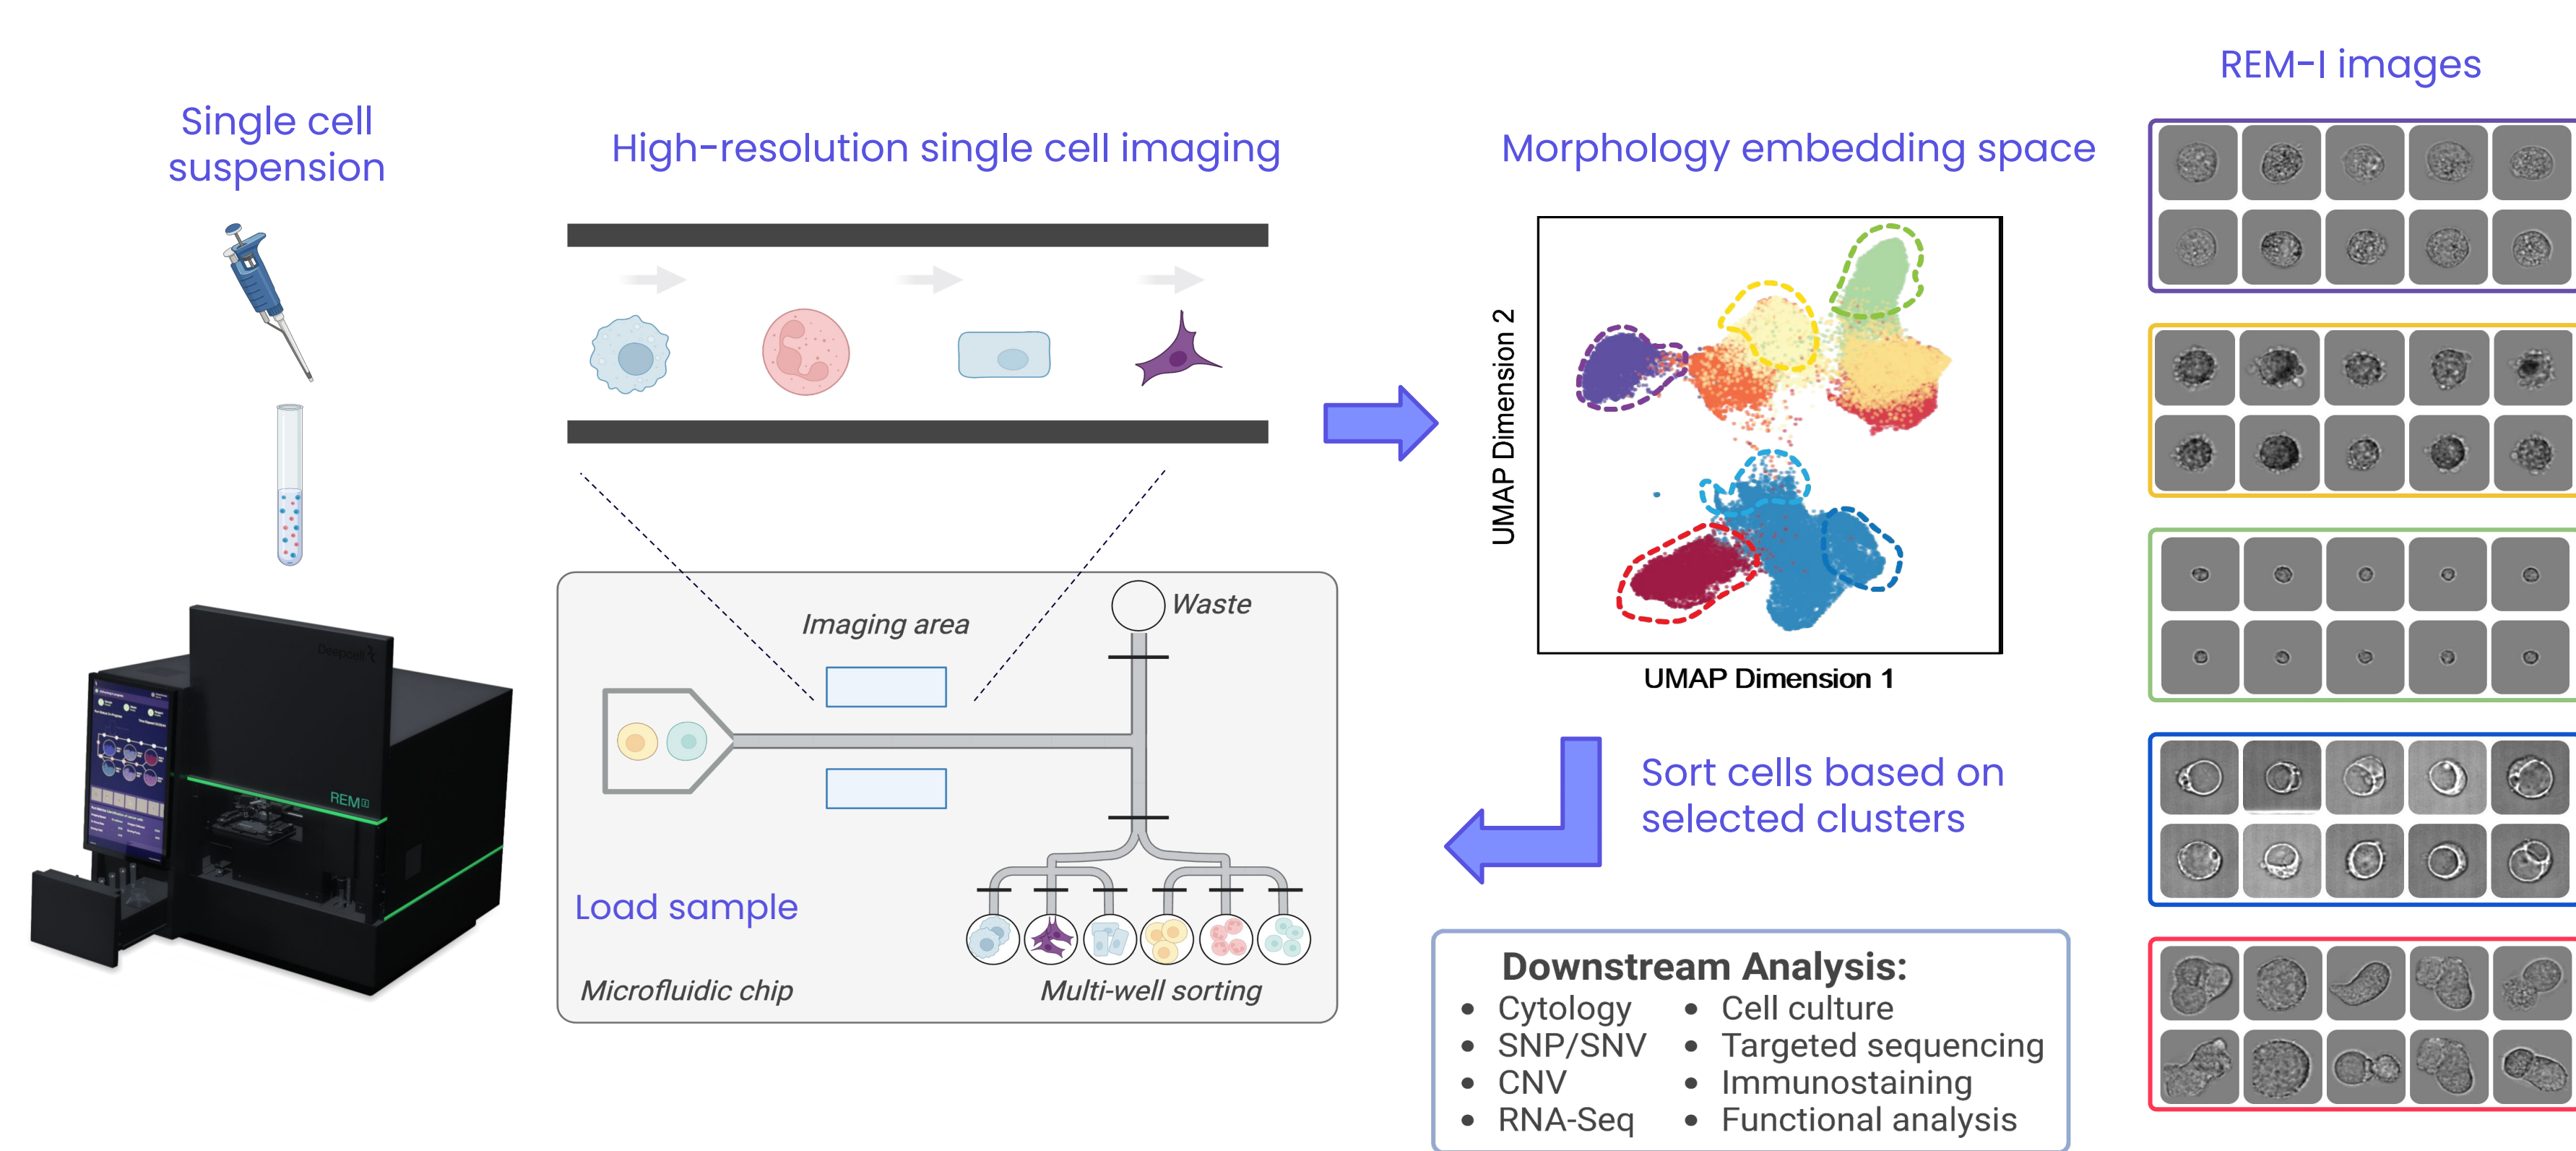 Single cell
suspension
Deepcell
REM
High-resolution single cell imaging
Imaging area
Waste
Load sample
Microfluidic chip
Multi-well sorting
Morphology embedding space
UMAP Dimension 2
UMAP Dimension 1
Sort cells based on
selected clusters
Downstream Analysis:
• Cytology
• SNP/SNV
• CNV
• RNA-Seq
• Cell culture
• Targeted sequencing
• Immunostaining
• Functional analysis
REM-I images